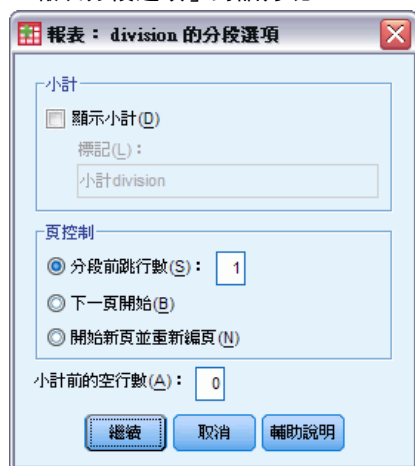 報表： division 的分段選項
小計
顯示小計(D)
標記(L)：
小計division
頁控制
分段前跳行數(S)： 1
下一頁開始(B)
開始新頁並重新編頁(N)
小計前的空行數(A)： 0
繼續 取消 輔助說明